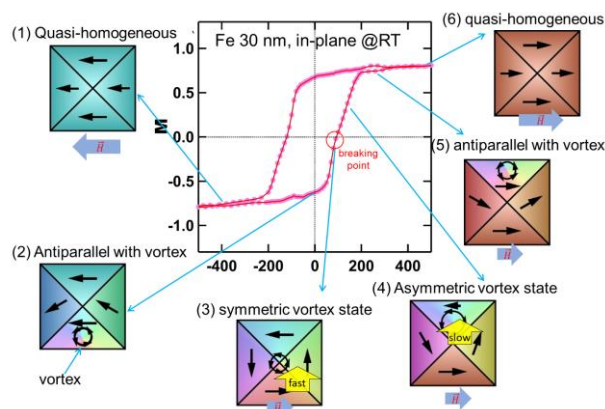 (1) Quasi-homogeneous
H
Fe 30 nm, in-plane @RT
(6) quasi-homogeneous
H
1.0
0.5
0.0
-0.5
-1.0
M
-400
-200
0
200
400
breaking
point
(5) antiparallel with vortex
H
(2) Antiparallel with vortex
vortex
(3) symmetric vortex state
fast
H
(4) Asymmetric vortex state
slow
H